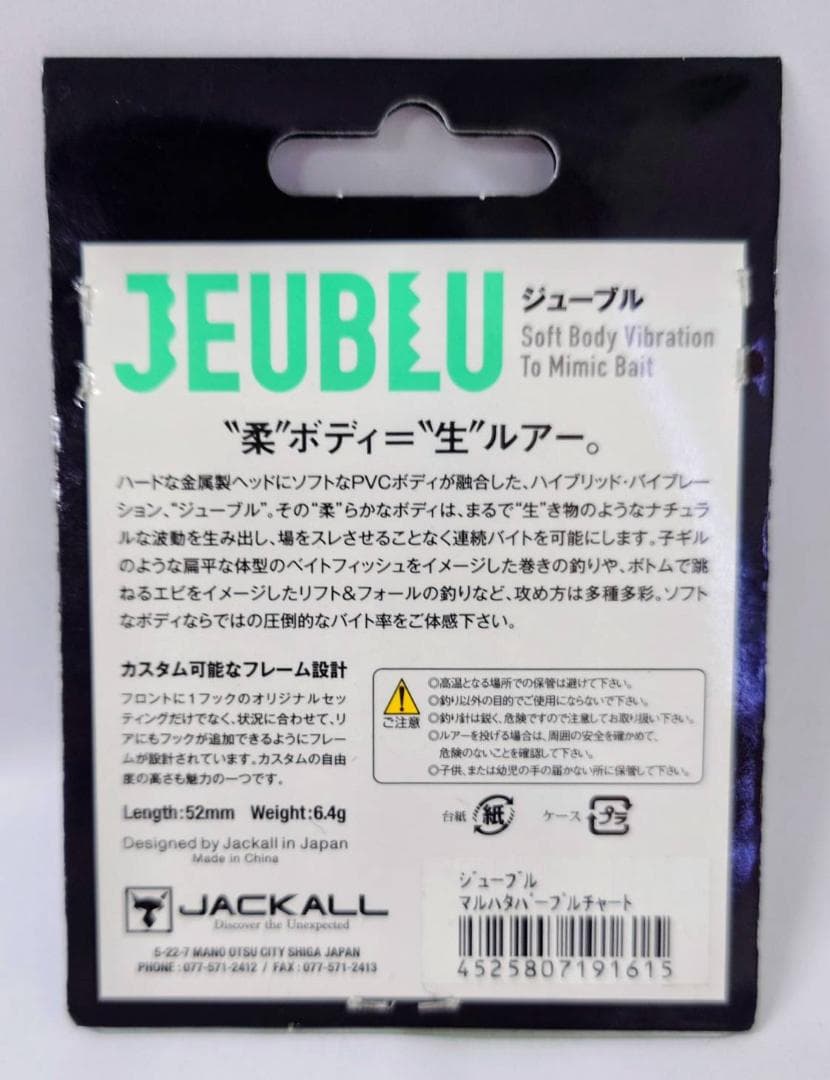 JEUBLU
ジューブル
Soft Body Vibration
To Mimic Bait
"柔"ボディ＝"生"ルアー。
ハードな金属製ヘッドにソフトなPVCボディが融合した、ハイブリッド・バイブレー
ション、"ジューブル"。その"柔"らかなボディは、まるで"生"き物のようなナチュラ
ルな波動を生み出し、場をスレさせることなく連続バイトを可能にします。子ギル
のような扁平な体型のベイトフィッシュをイメージした巻きの釣りや、ボトムで跳
ねるエビをイメージしたリフト&フォールの釣りなど、攻め方は多種多彩。ソフト
なボディならではの圧倒的なバイト率をご体感下さい。
カスタム可能なフレーム設計
フロントに1フックのオリジナルセッ
ティングだけでなく、状況に合わせて、リ
アにもフックが追加できるようにフレー
ムが設計されています。カスタムの自由
度の高さも魅力の一つです。
ご注意
◎高温となる場所での保管は避けて下さい。
◎釣り以外の目的でご使用にならないで下さい。
◎釣り針は鋭く、危険ですので注意してお取り扱い下さい。
◎ルアーを投げる場合は、周囲の安全を確かめて、
危険のないことを確認して下さい。
◎子供、または幼児の手の届かない所に保管して下さい。
Length:52mm Weight:6.4g
台紙 紙 ケース プラ
Designed by Jackall in Japan
Made in China
JACKALL
Discover the Unexpected
5-22-7 MANO OTSU CITY SHIGA JAPAN
PHONE : 077-571-2412 / FAX : 077-571-2413
ジューブル
マルハタパープルチャート
4525807191615